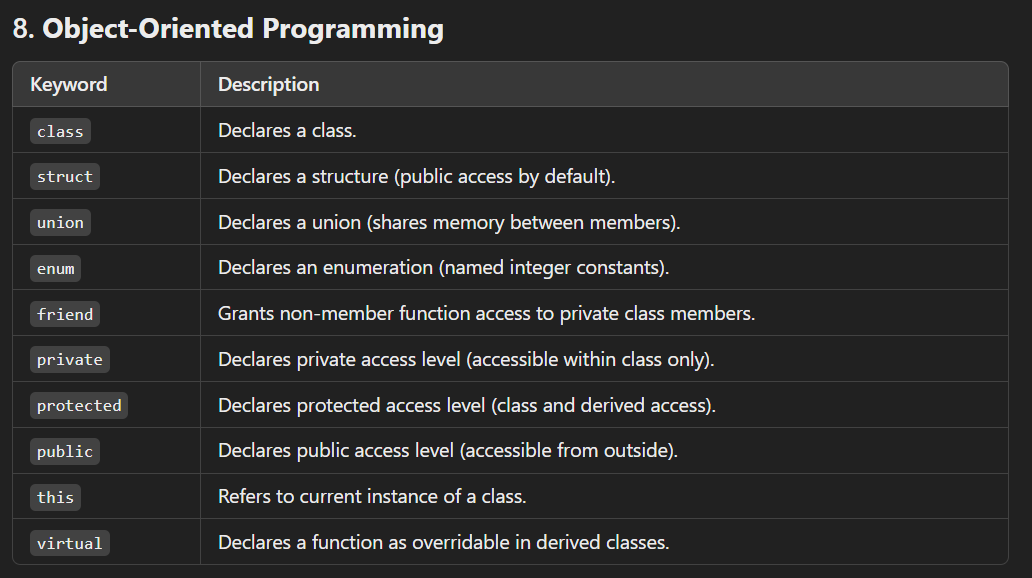 8. Object-Oriented Programming
Keyword Description
class Declares a class.
struct Declares a structure (public access by default).
union Declares a union (shares memory between members).
enum Declares an enumeration (named integer constants).
friend Grants non-member function access to private class members.
private Declares private access level (accessible within class only).
protected Declares protected access level (class and derived access).
public Declares public access level (accessible from outside).
this Refers to current instance of a class.
virtual Declares a function as overridable in derived classes.